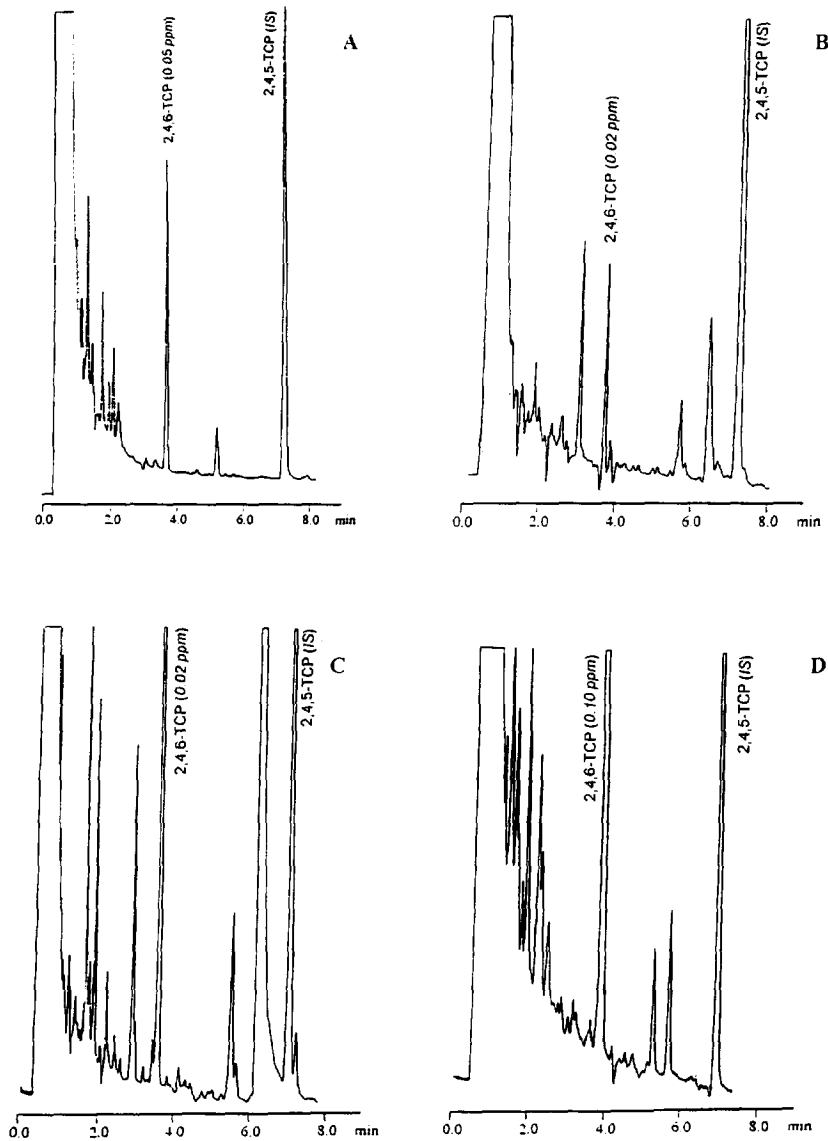 A
2,4,6-TCP (0.05 ppm)
2,4,5-TCP (IS)
0.0 2.0 4.0 6.0 8.0 min
B
2,4,6-TCP (0 02 ppm)
2,4,5-TCP (IS)
0.0 2.0 4.0 6.0 8.0 min
C
2,4,6-TCP (0 02 ppm)
2,4,5-TCP (IS)
0.0 2.0 4.0 6.0 8.0 min
D
2,4,6-TCP (0.10 ppm)
2,4,5-TCP (IS)
0.0 2.0 4.0 6.0 8.0 min